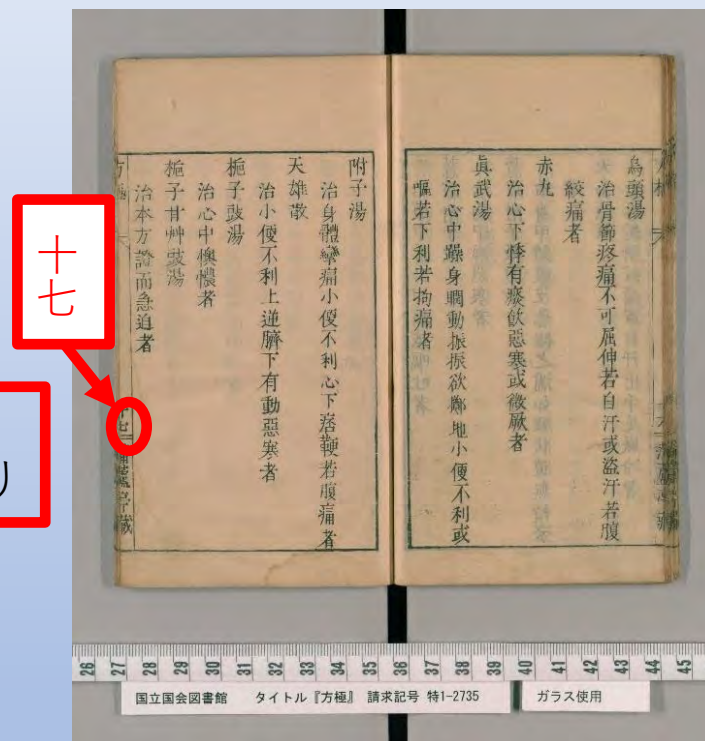 烏頭湯
治骨節疼痛不可屈伸若自汗或盗汗若腹
絞痛者
赤丸
治心下悸有痰飲惡寒或微厥者
眞武湯
治心中躁身瞤動振振欲擗地小便不利或
嘔若下利若拘痛者
附子湯
治身體攣痛小便不利心下痞鞕若腹痛者
天雄散
治小便不利上逆臍下有動惡寒者
梔子豉湯
治心中懊憹者
梔子甘艸豉湯
治本方證而急迫者
十七
り
26 27 28 29 30 31 32 33 34 35 36 37 38 39 40 41 42 43 44 45
国立国会図書館 タイトル『方極』 請求記号 特1-2735 ガラス使用